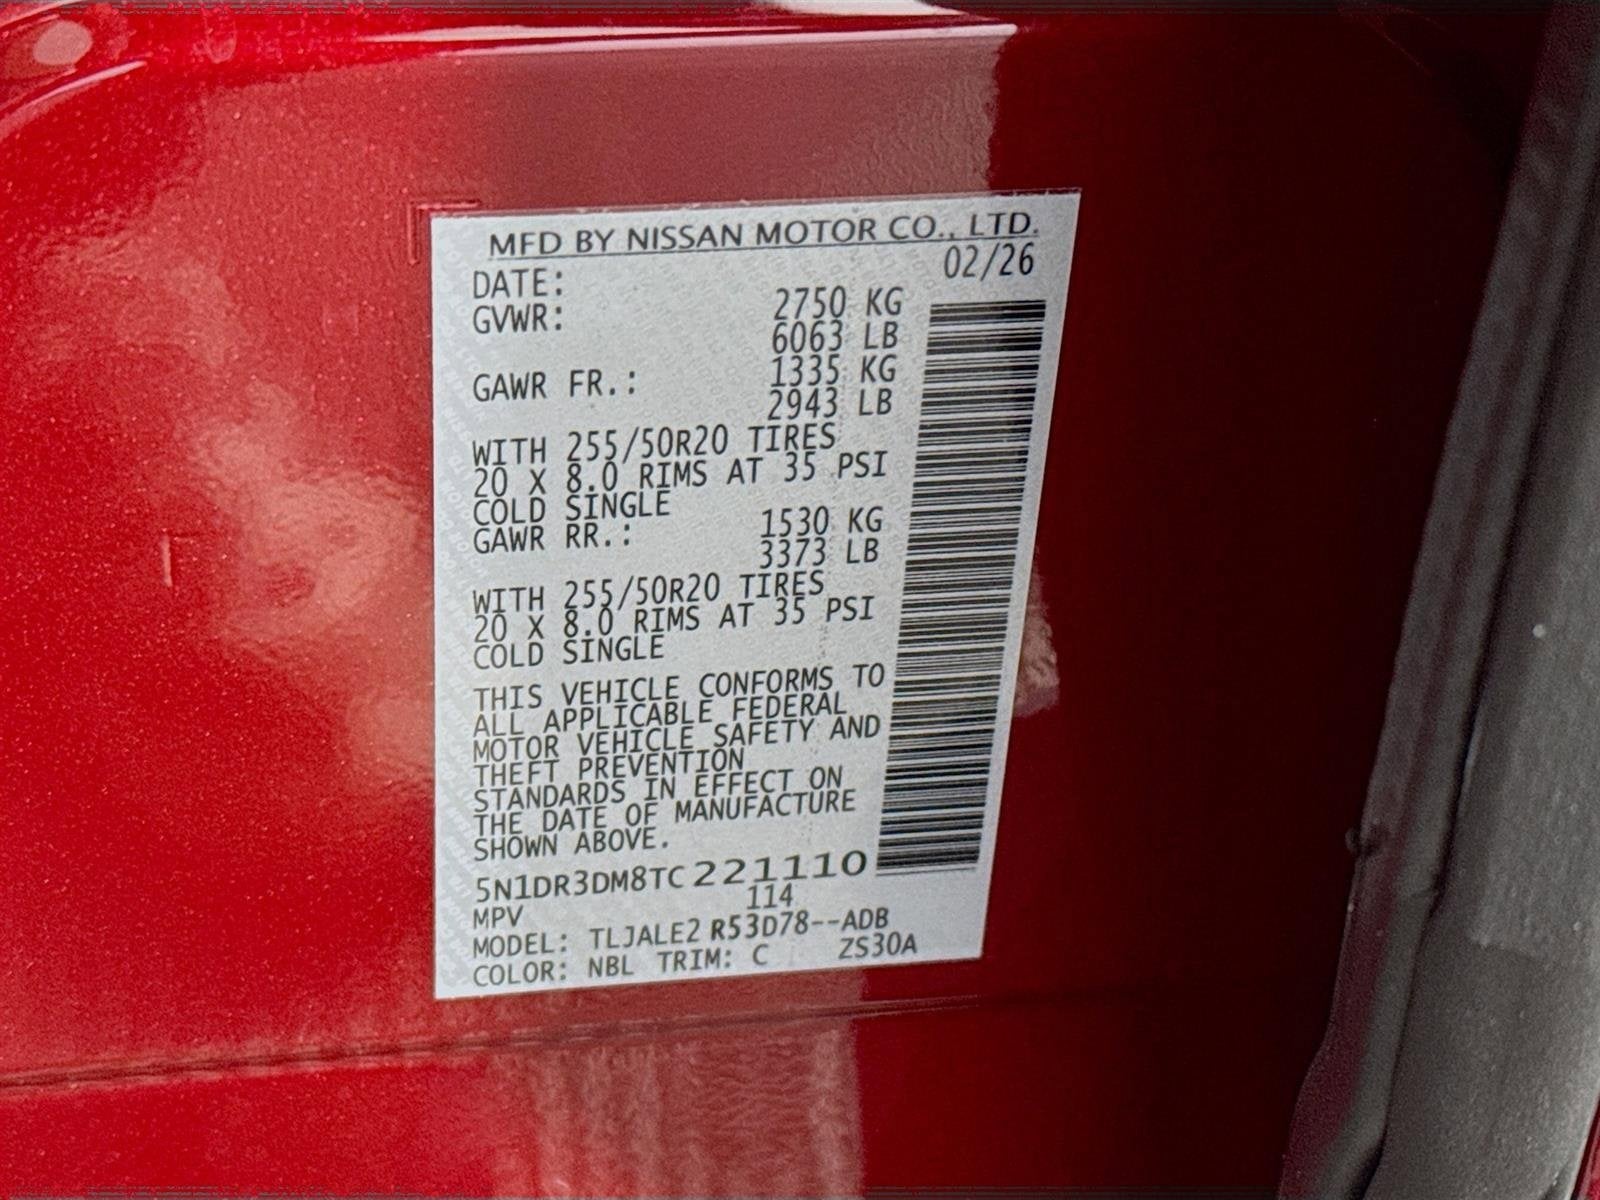 MFD BY NISSAN MOTOR CO., LTD.
DATE: 02/26
GVWR: 2750 KG
6063 LB
GAWR FR.: 1335 KG
2943 LB
WITH 255/50R20 TIRES
20 X 8.0 RIMS AT 35 PSI
COLD SINGLE
GAWR RR.: 1530 KG
3373 LB
WITH 255/50R20 TIRES
20 X 8.0 RIMS AT 35 PSI
COLD SINGLE
THIS VEHICLE CONFORMS TO
ALL APPLICABLE FEDERAL
MOTOR VEHICLE SAFETY AND
THEFT PREVENTION
STANDARDS IN EFFECT ON
THE DATE OF MANUFACTURE
SHOWN ABOVE.
5N1DR3DM8TC221110
MPV 114
MODEL: TLJALE2 R53D78--ADB
COLOR: NBL TRIM: C ZS30A